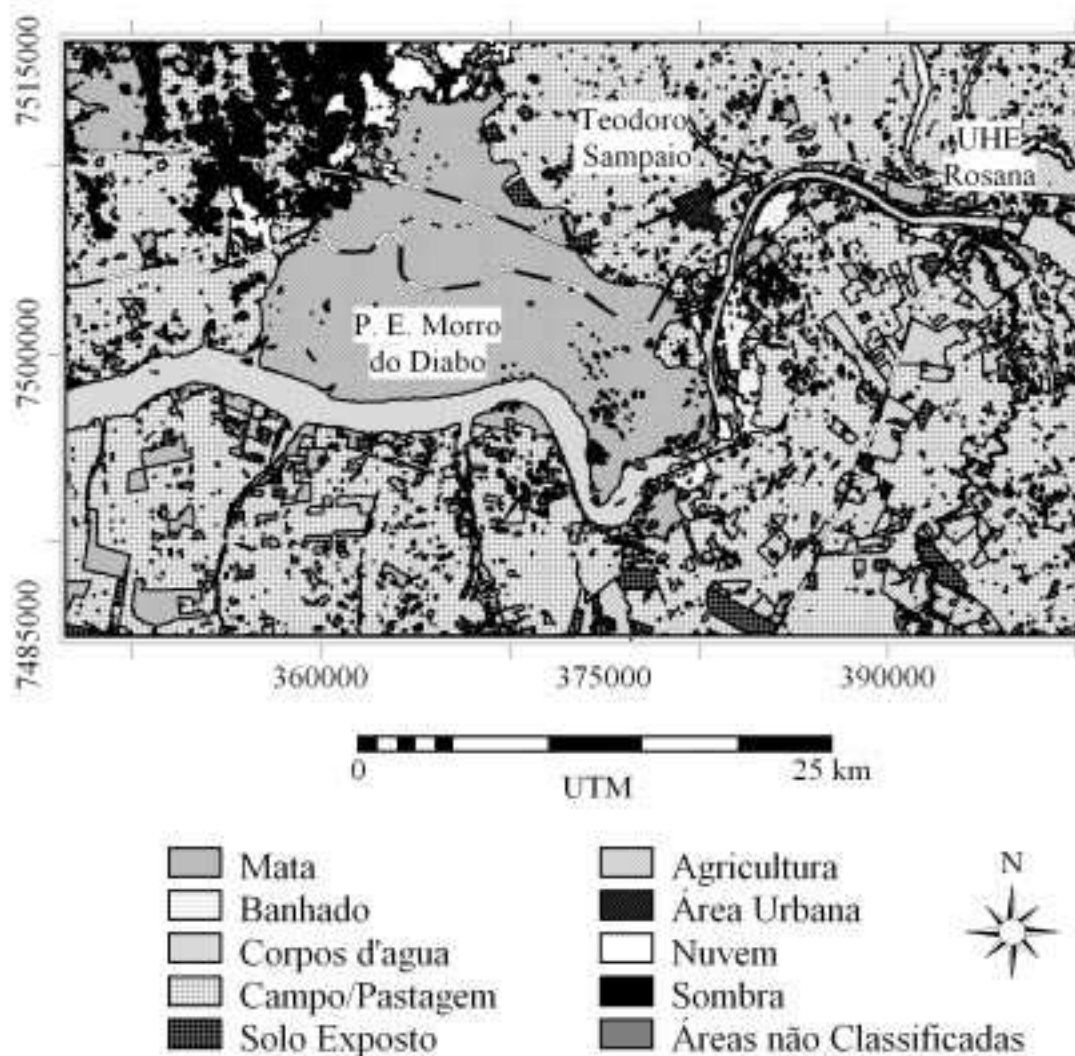 7515000
7500000
7485000
Teodoro
Sampaio
UHE
Rosana
P. E. Morro
do Diabo
360000
375000
390000
0
25 km
UTM
Mata
Banhado
Corpos d'agua
Campo/Pastagem
Solo Exposto
Agricultura
Área Urbana
Nuvem
Sombra
Áreas não Classificadas
N